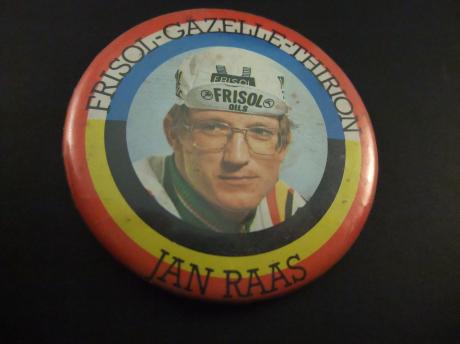 FRISOL-GAZELLE-THIRION
FRISOL
FRISOL
OILS
JAN RAAS